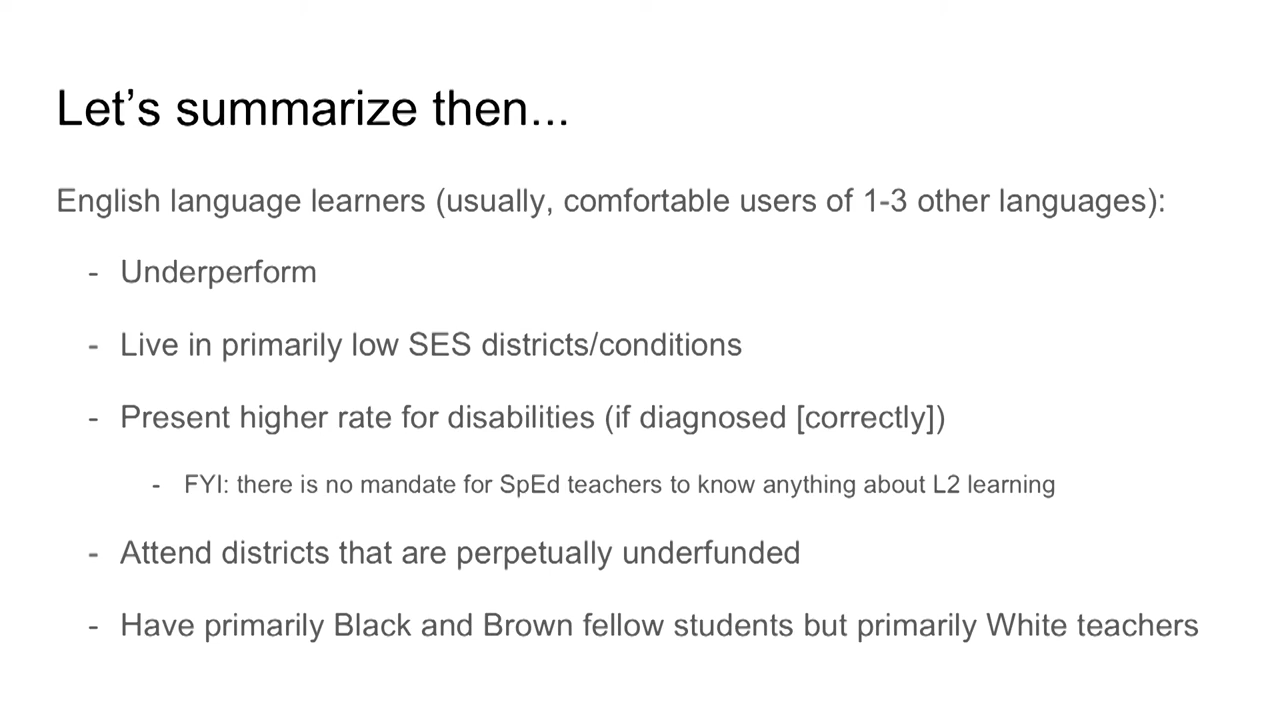 Let’s summarize then...
English language learners (usually, comfortable users of 1-3 other languages):
- Underperform
- Live in primarily low SES districts/conditions
- Present higher rate for disabilities (if diagnosed [correctly])
- FYI: there is no mandate for SpEd teachers to know anything about L2 learning
- Attend districts that are perpetually underfunded
- Have primarily Black and Brown fellow students but primarily White teachers